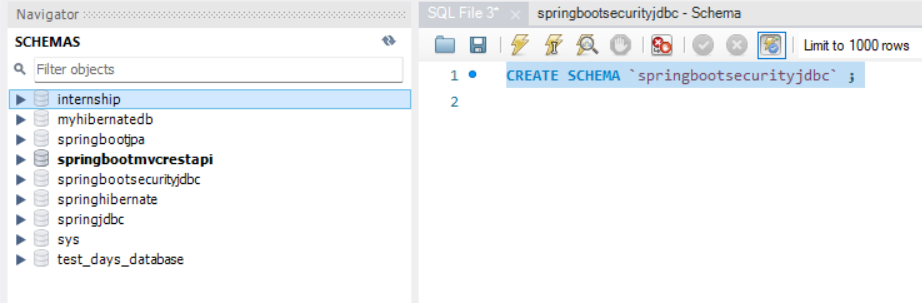 Navigator
SCHEMAS
Filter objects
internship
myhibernatedb
springbootjpa
springbootmvcrestapi
springbootsecurityjdbc
springhibernate
springjdbc
sys
test_days_database
SQL File 3* springbootsecurityjdbc - Schema
Limit to 1000 rows
1 CREATE SCHEMA `springbootsecurityjdbc` ;
2